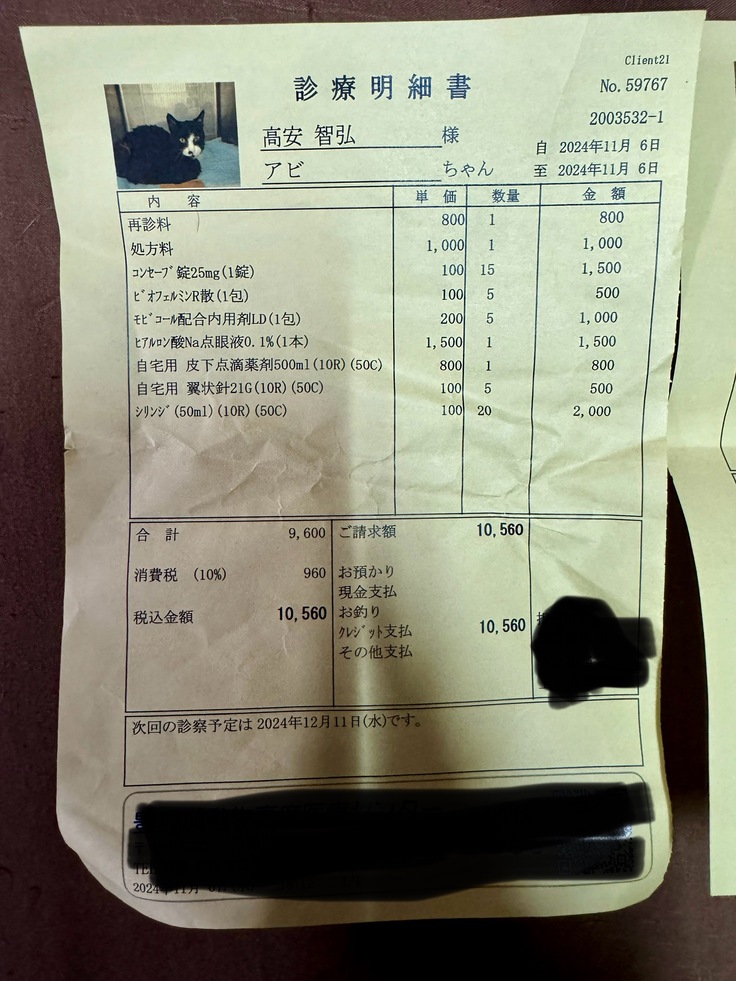 Client21
診療明細書
No.59767
2003532-1
高安 智弘 様
自 2024年11月 6日
アビ ちゃん
至 2024年11月 6日
内 容 単 価 数量 金 額
再診料 800 1 800
処方料 1,000 1 1,000
ｺﾝｾｰﾌﾞ錠25mg(1錠) 100 15 1,500
ﾋﾞｵﾌｪﾙﾐﾝR散(1包) 100 5 500
ﾓﾋﾞｺｰﾙ配合内用剤LD(1包) 200 5 1,000
ﾋｱﾙﾛﾝ酸Na点眼液0.1%(1本) 1,500 1 1,500
自宅用 皮下点滴薬剤500ml(10R)(50C) 800 1 800
自宅用 翼状針21G(10R)(50C) 100 5 500
ｼﾘﾝｼﾞ(50ml)(10R)(50C) 100 20 2,000
合 計 9,600
消費税 (10%) 960
税込金額 10,560
ご請求額 10,560
お預かり
現金支払
お釣り
ｸﾚｼﾞｯﾄ支払 10,560
その他支払
次回の診察予定は 2024年12月11日(水)です。
2024年11月